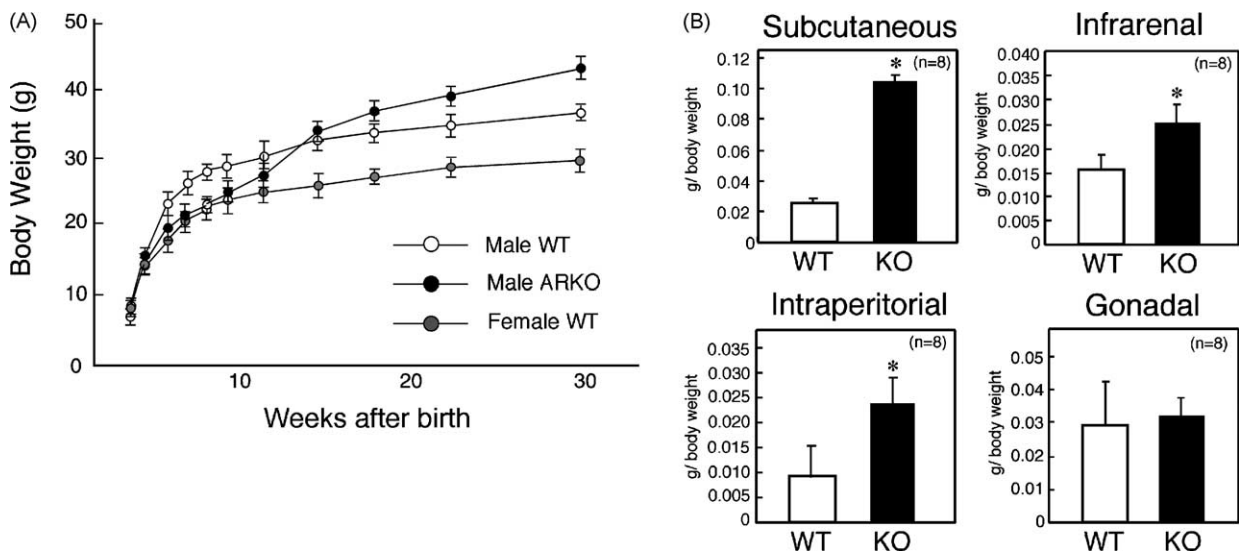 (A)
Body Weight (g)
50
40
30
20
10
0
10
20
30
Weeks after birth
Male WT
Male ARKO
Female WT
(B)
Subcutaneous
g/ body weight
0.12
0.10
0.08
0.06
0.04
0.02
0
*
(n=8)
WT KO
Infrarenal
g/ body weight
0.040
0.035
0.030
0.025
0.020
0.015
0.010
0.005
0
*
(n=8)
WT KO
Intraperitorial
g/ body weight
0.035
0.030
0.025
0.020
0.015
0.010
0.005
0
*
(n=8)
WT KO
Gonadal
g/ body weight
0.05
0.04
0.03
0.02
0.01
0
(n=8)
WT KO